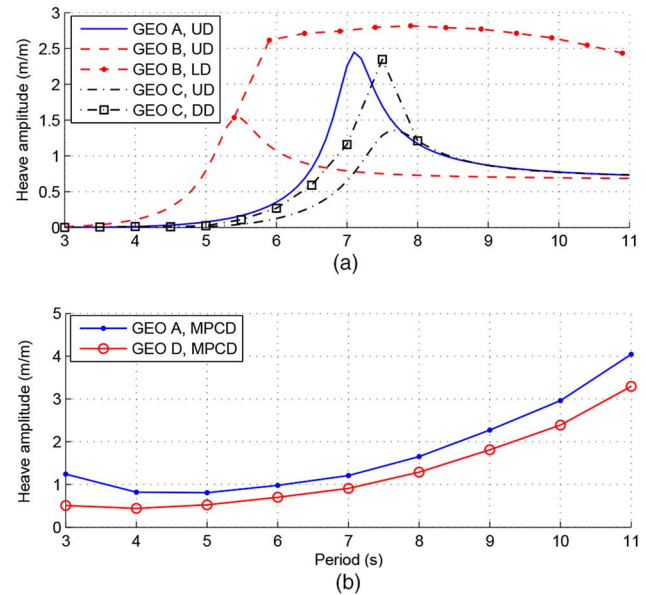 Heave amplitude (m/m)
3
2.5
2
1.5
1
0.5
0
GEO A, UD
GEO B, UD
GEO B, LD
GEO C, UD
GEO C, DD
3 4 5 6 7 8 9 10 11
(a)
Heave amplitude (m/m)
5
4
3
2
1
0
GEO A, MPCD
GEO D, MPCD
3 4 5 6 7 8 9 10 11
Period (s)
(b)